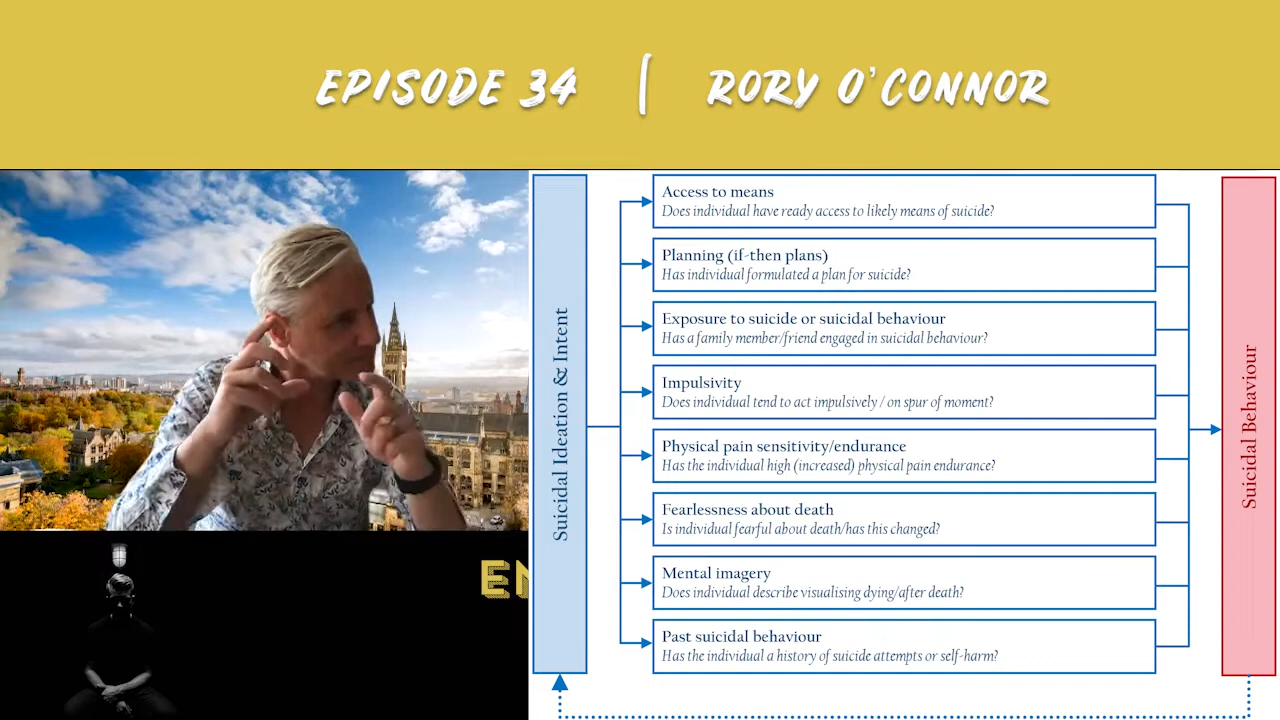 EPISODE 34 | RORY O'CONNOR
Suicidal Ideation & Intent
Access to means
Does individual have ready access to likely means of suicide?
Planning (if-then plans)
Has individual formulated a plan for suicide?
Exposure to suicide or suicidal behaviour
Has a family member/friend engaged in suicidal behaviour?
Impulsivity
Does individual tend to act impulsively / on spur of moment?
Physical pain sensitivity/endurance
Has the individual high (increased) physical pain endurance?
Fearlessness about death
Is individual fearful about death/has this changed?
Mental imagery
Does individual describe visualising dying/after death?
Past suicidal behaviour
Has the individual a history of suicide attempts or self-harm?
Suicidal Behaviour
EN